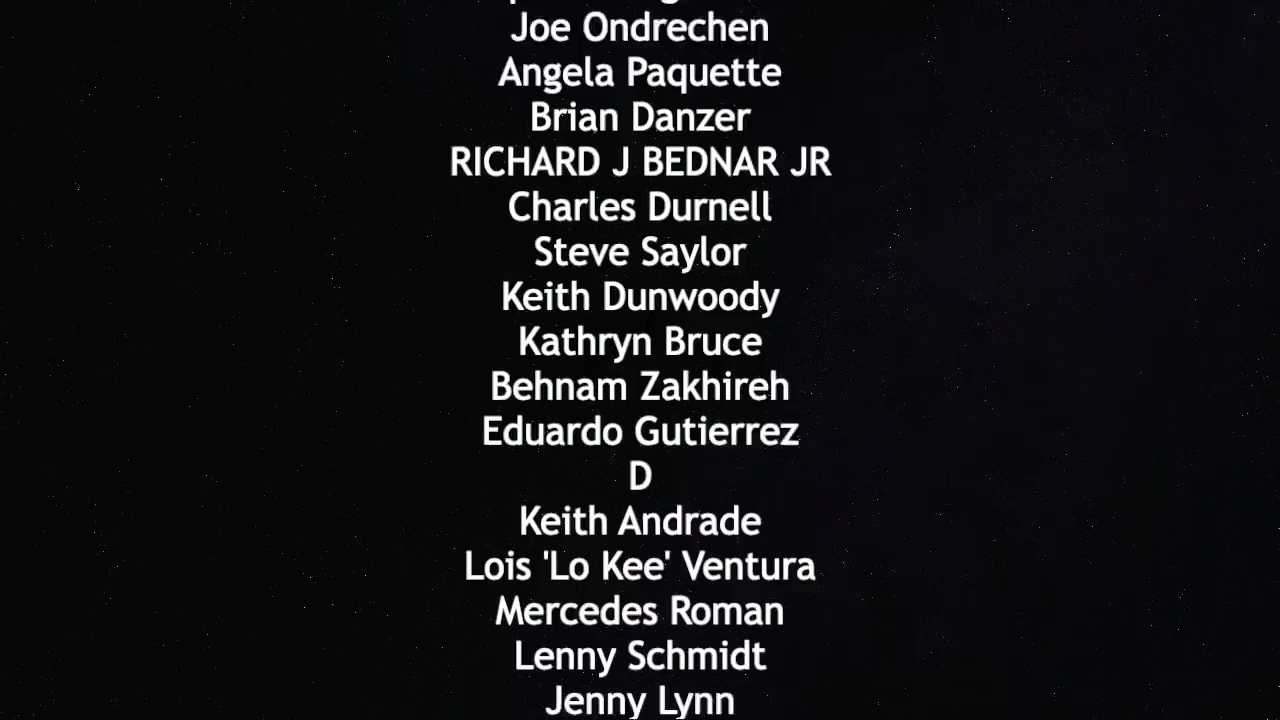 Joe Ondrechen
Angela Paquette
Brian Danzer
RICHARD J BEDNAR JR
Charles Durnell
Steve Saylor
Keith Dunwoody
Kathryn Bruce
Behnam Zakhireh
Eduardo Gutierrez
D
Keith Andrade
Lois 'Lo Kee' Ventura
Mercedes Roman
Lenny Schmidt
Jenny Lynn